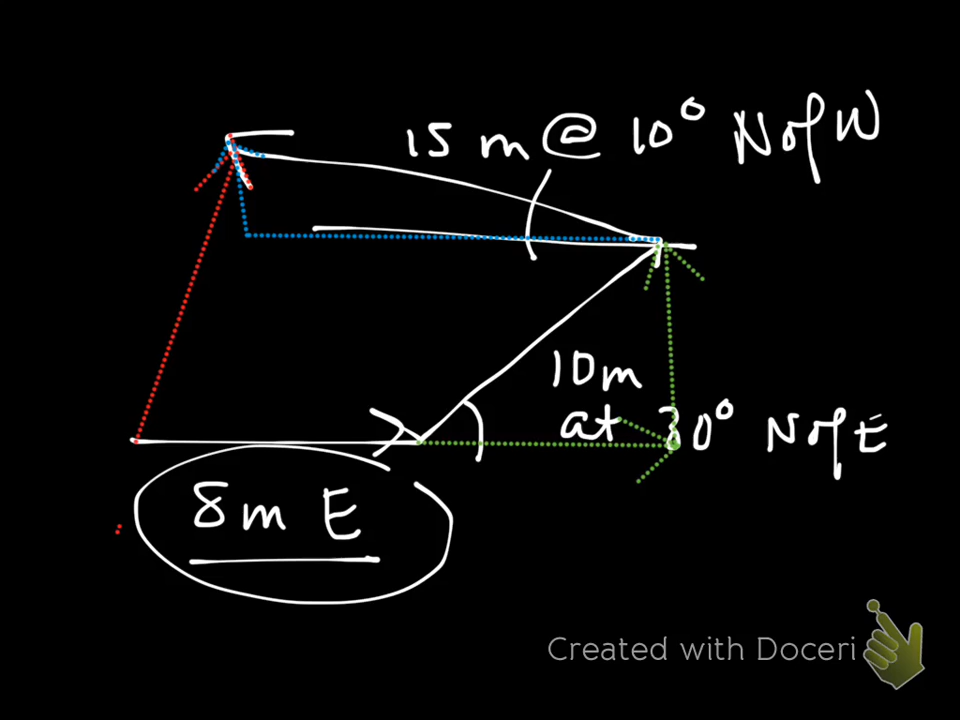 15 m @ 10° N of W
10m
at 30° N of E
8m E
Created with Doceri